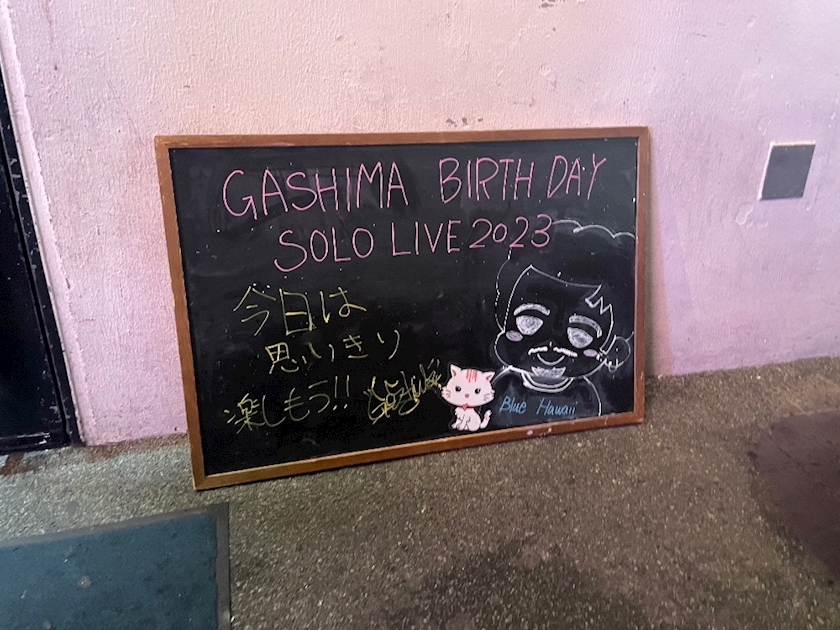 GASHIMA BIRTH DAY
SOLO LIVE 2023
今日は
思いきり
楽しもう!!
Blue Hawaii